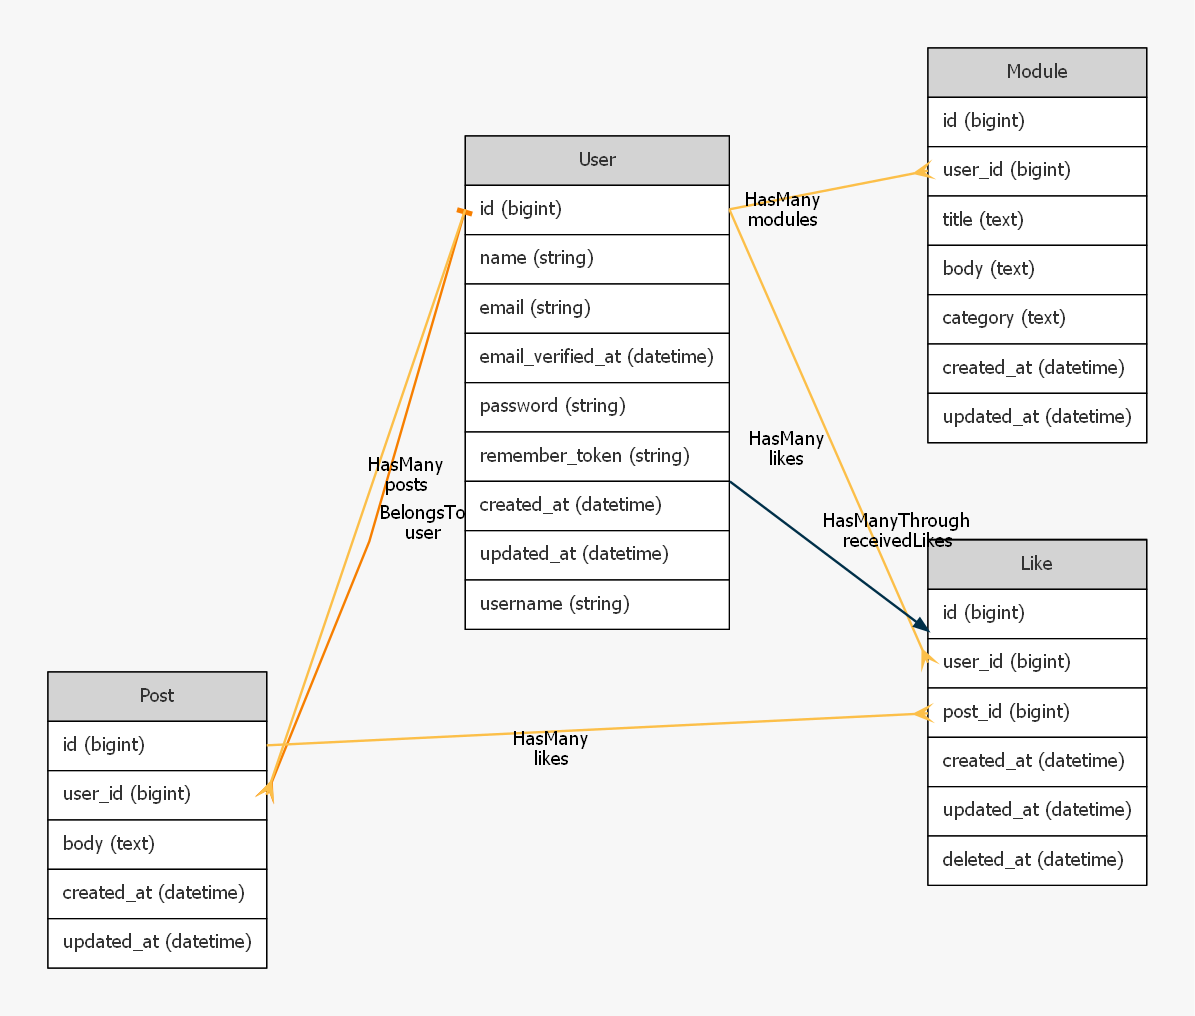 Module
id (bigint)
user_id (bigint)
title (text)
body (text)
category (text)
created_at (datetime)
updated_at (datetime)
User
id (bigint)
name (string)
email (string)
email_verified_at (datetime)
password (string)
remember_token (string)
created_at (datetime)
updated_at (datetime)
username (string)
HasMany
modules
HasMany
likes
HasManyThrough
receivedLikes
HasMany
posts
BelongsTo
user
Like
id (bigint)
user_id (bigint)
post_id (bigint)
created_at (datetime)
updated_at (datetime)
deleted_at (datetime)
Post
id (bigint)
user_id (bigint)
body (text)
created_at (datetime)
updated_at (datetime)
HasMany
likes